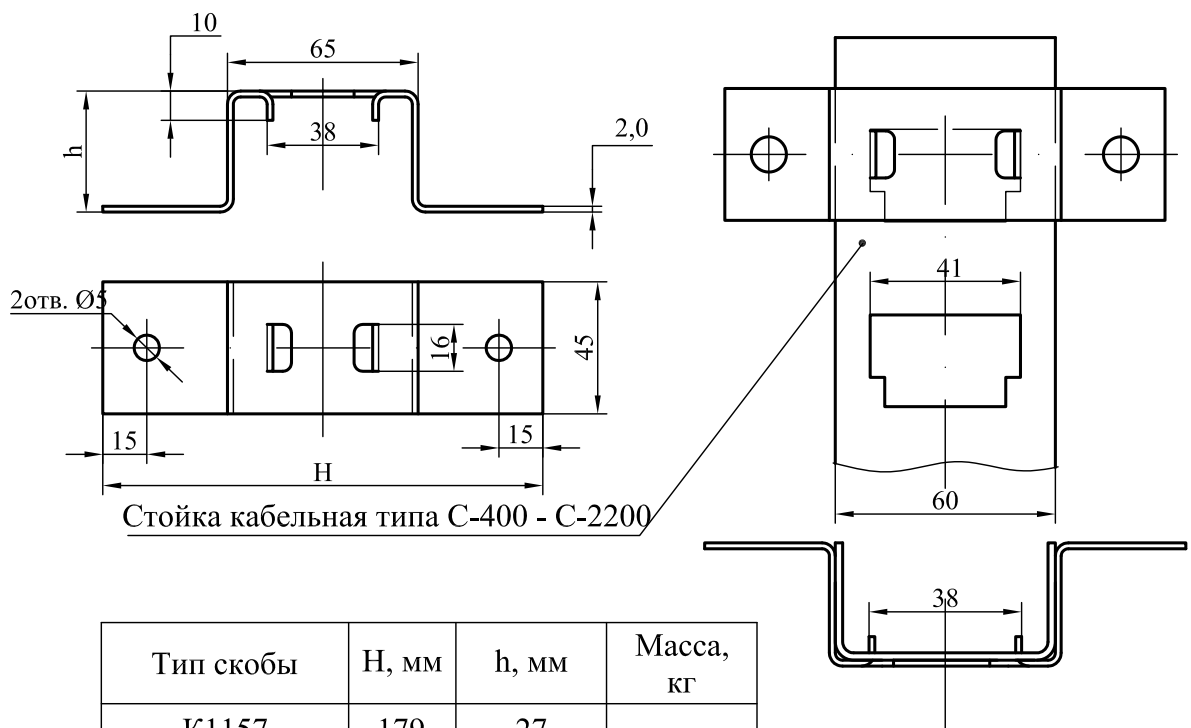 10
65
38
2,0
h
2отв. Ø5
16
45
15
15
H
Стойка кабельная типа С-400 - С-2200
41
60
38
Тип скобы
H, мм
h, мм
Масса,
кг
К1157
179
27